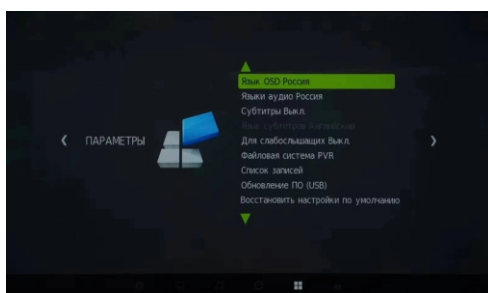 Язык OSD Россия
Языки аудио Россия
Субтитры Выкл.
Язык субтитров Английский
ПАРАМЕТРЫ
Для слабослышащих Выкл.
Файловая система PVR
Список записей
Обновление ПО (USB)
Восстановить настройки по умолчанию